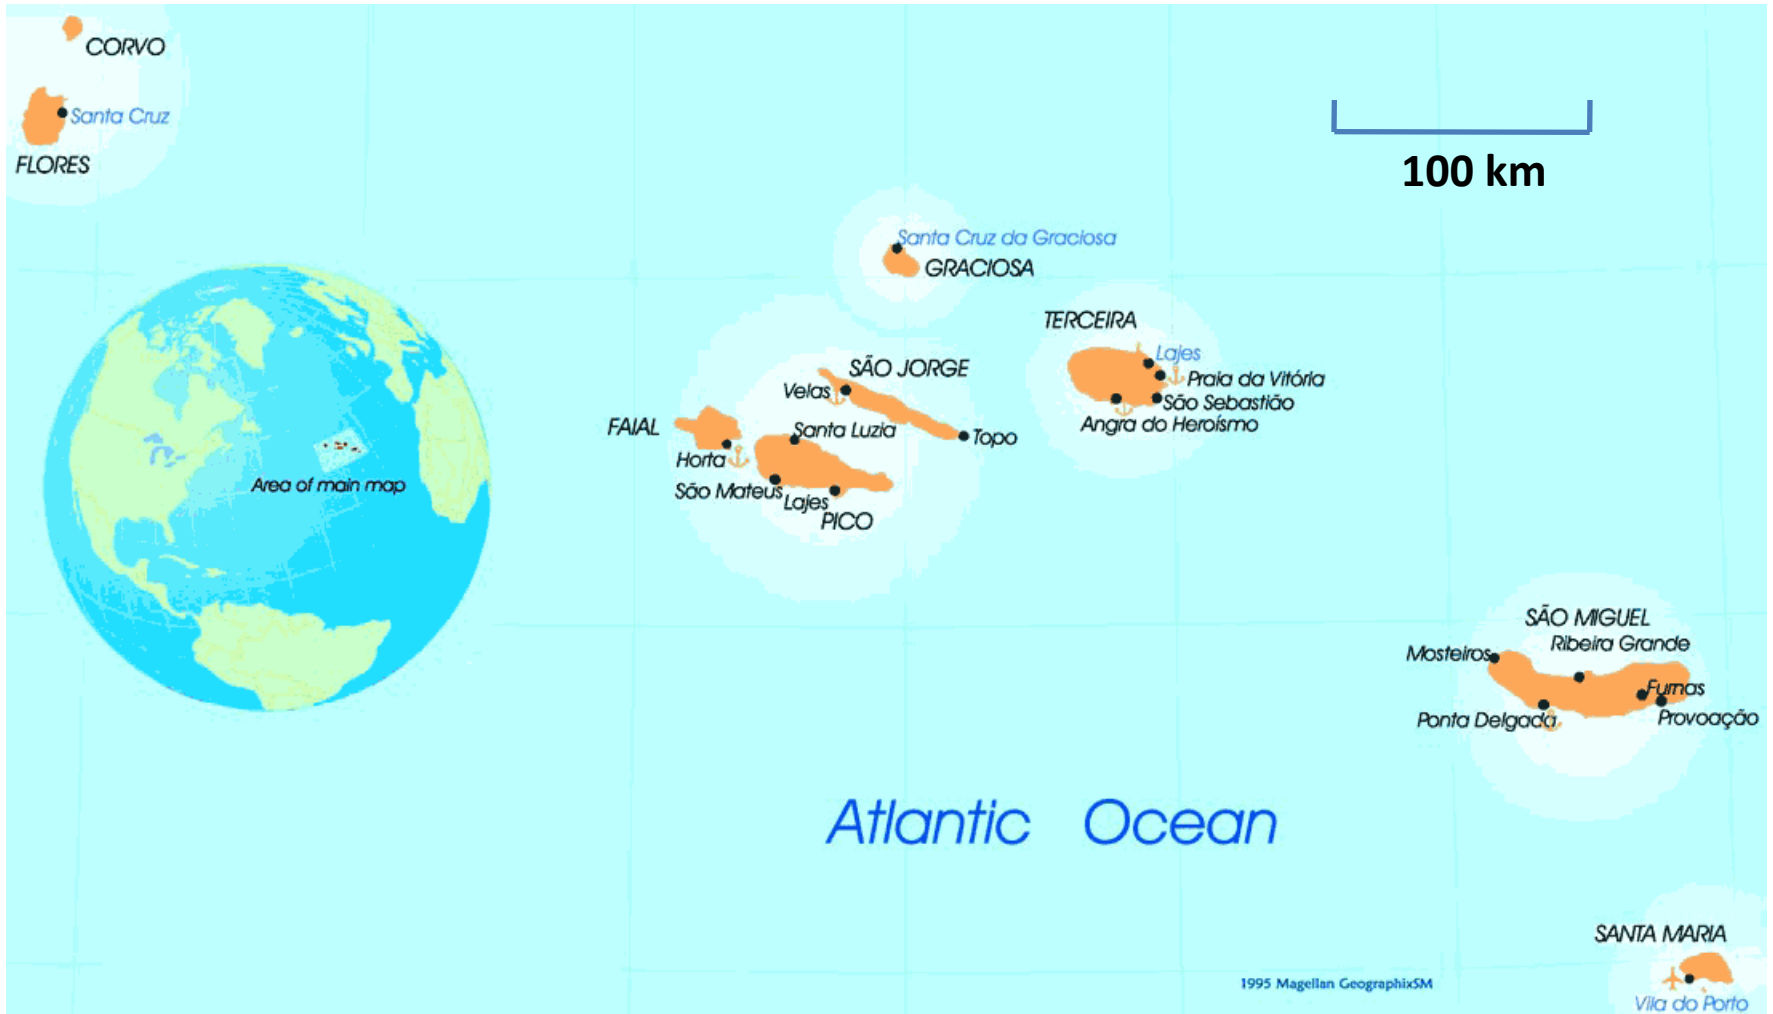 CORVO
Santa Cruz
FLORES
100 km
Santa Cruz da Graciosa
GRACIOSA
TERCEIRA
Lajes
Praia da Vitória
São Sebastião
Angra do Heroísmo
SÃO JORGE
Velas
Topo
FAIAL
Horta
Santa Luzia
São Mateus
Lajes
PICO
Area of main map
SÃO MIGUEL
Ribeira Grande
Mosteiros
Furnas
Ponta Delgada
Provoação
Atlantic Ocean
SANTA MARIA
Vila do Porto
1995 Magellan GeographixSM